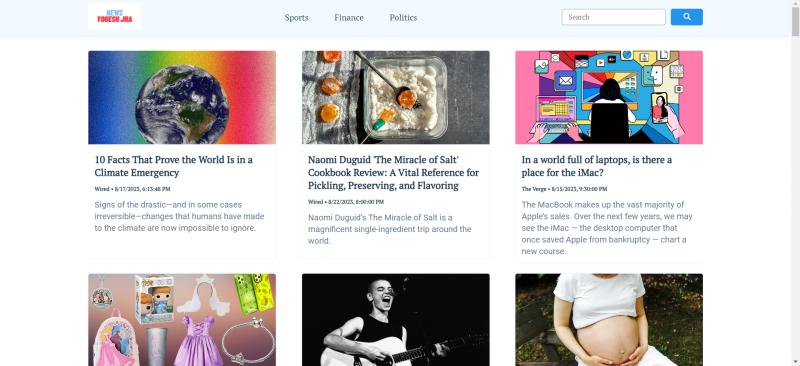 NEWS
YOGESH JHA
Sports
Finance
Politics
Search
10 Facts That Prove the World Is in a
Climate Emergency
Wired • 8/17/2023, 6:13:48 PM
Signs of the drastic—and in some cases
irreversible—changes that humans have made
to the climate are now impossible to ignore.
Naomi Duguid 'The Miracle of Salt'
Cookbook Review: A Vital Reference for
Pickling, Preserving, and Flavoring
Wired • 8/22/2023, 8:00:00 PM
Naomi Duguid's The Miracle of Salt is a
magnificent single-ingredient trip around the
world.
In a world full of laptops, is there a
place for the iMac?
The Verge • 8/15/2023, 9:30:00 PM
The MacBook makes up the vast majority of
Apple's sales. Over the next few years, we may
see the iMac — the desktop computer that
once saved Apple from bankruptcy — chart a
new course.